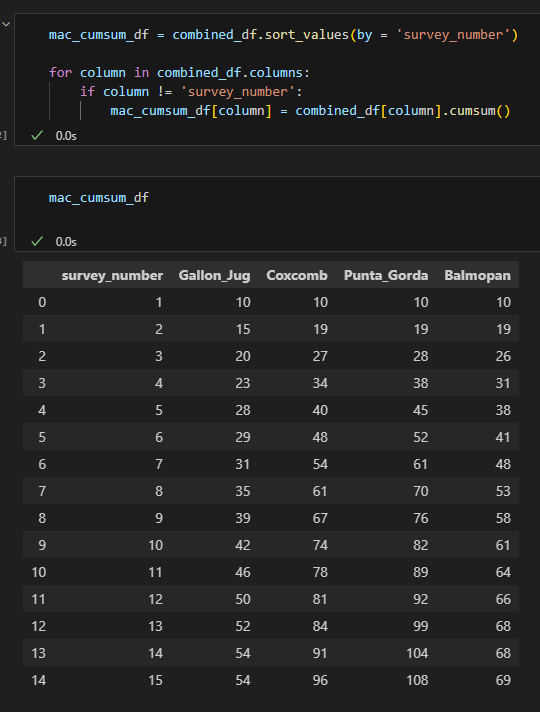 mac_cumsum_df = combined_df.sort_values(by = 'survey_number')
for column in combined_df.columns:
if column != 'survey_number':
mac_cumsum_df[column] = combined_df[column].cumsum()
]
0.0s
mac_cumsum_df
]
0.0s
survey_number Gallon_Jug Coxcomb Punta_Gorda Balmopan
0 1 10 10 10 10
1 2 15 19 19 19
2 3 20 27 28 26
3 4 23 34 38 31
4 5 28 40 45 38
5 6 29 48 52 41
6 7 31 54 61 48
7 8 35 61 70 53
8 9 39 67 76 58
9 10 42 74 82 61
10 11 46 78 89 64
11 12 50 81 92 66
12 13 52 84 99 68
13 14 54 91 104 68
14 15 54 96 108 69